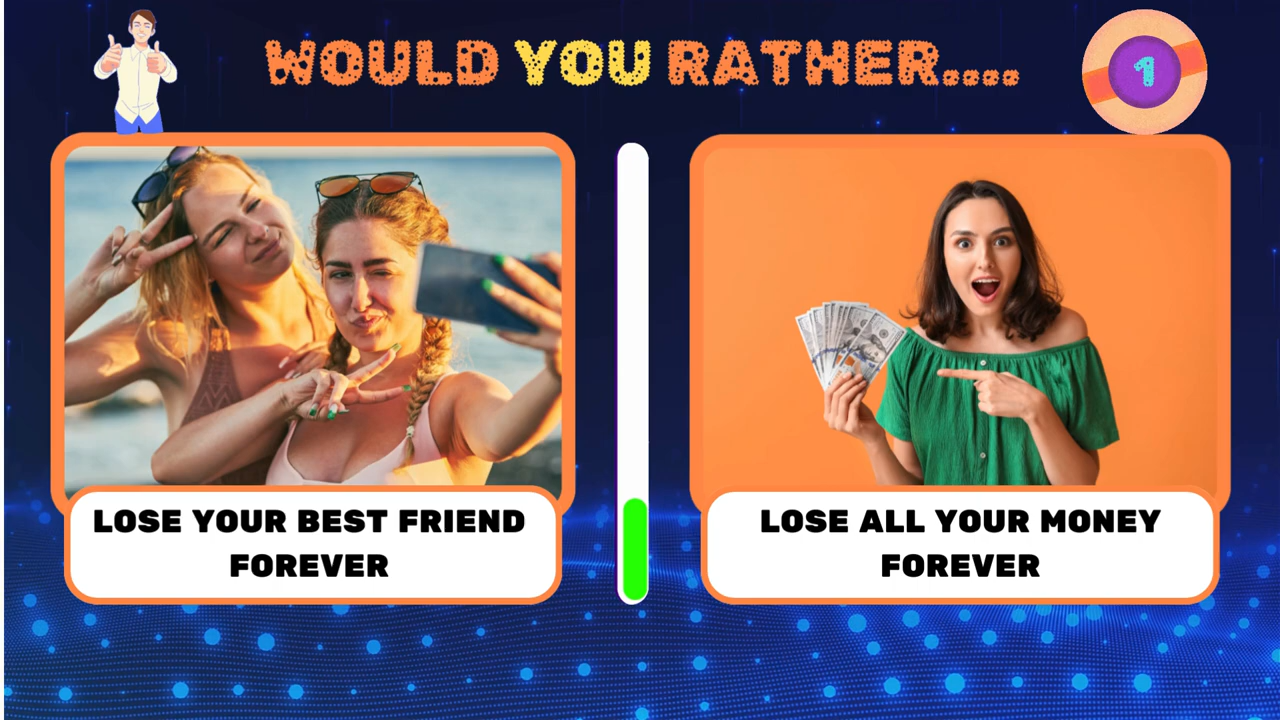 WOULD YOU RATHER....
1
LOSE YOUR BEST FRIEND
FOREVER
LOSE ALL YOUR MONEY
FOREVER